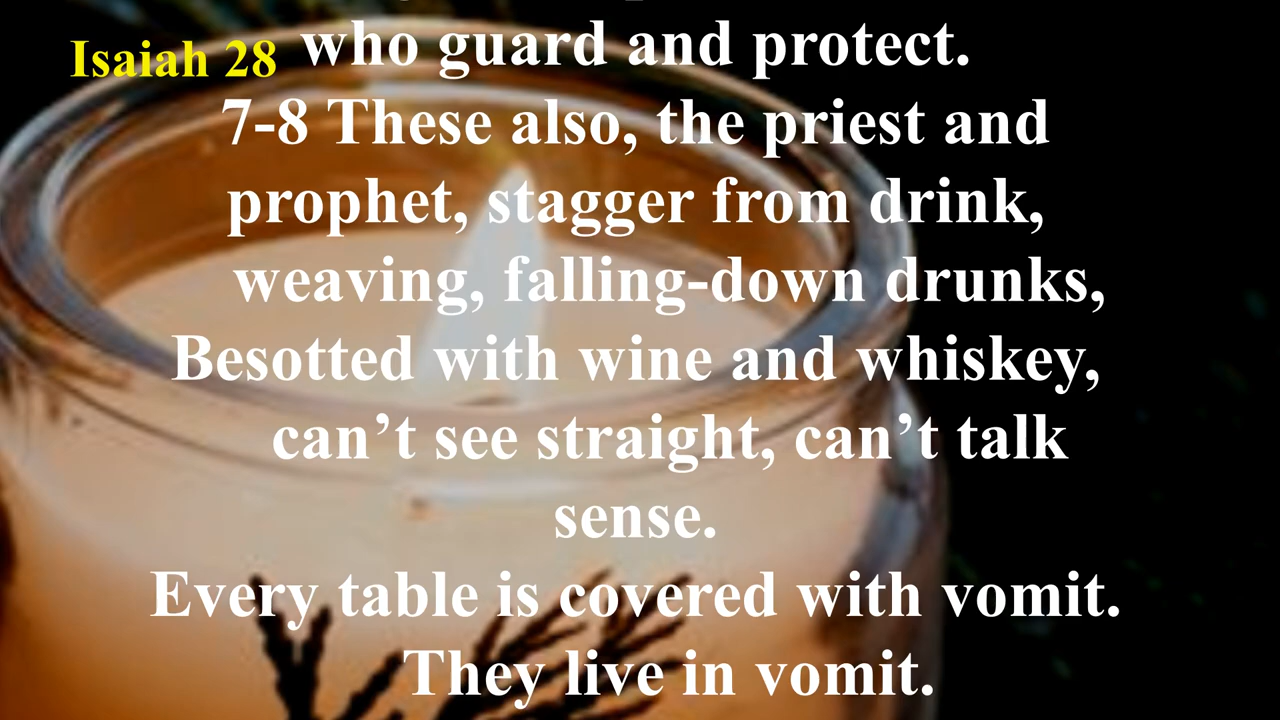 Isaiah 28
who guard and protect.
7-8 These also, the priest and
prophet, stagger from drink,
weaving, falling-down drunks,
Besotted with wine and whiskey,
can’t see straight, can’t talk
sense.
Every table is covered with vomit.
They live in vomit.